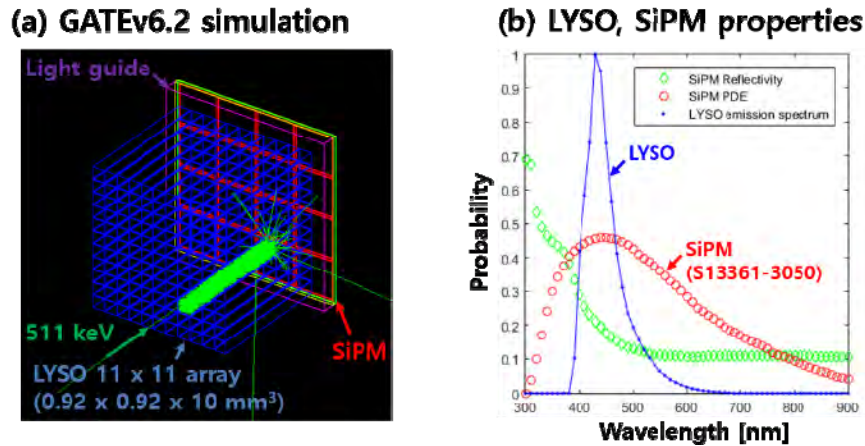 (a) GATEv6.2 simulation
Light guide
511 keV
SiPM
LYSO 11 x 11 array
(0.92 x 0.92 x 10 mm³)
(b) LYSO, SiPM properties
SiPM Reflectivity
SiPM PDE
LYSO emission spectrum
LYSO
SiPM
(S13361-3050)
Probability
1
0.9
0.8
0.7
0.6
0.5
0.4
0.3
0.2
0.1
0
300 400 500 600 700 800 900
Wavelength [nm]